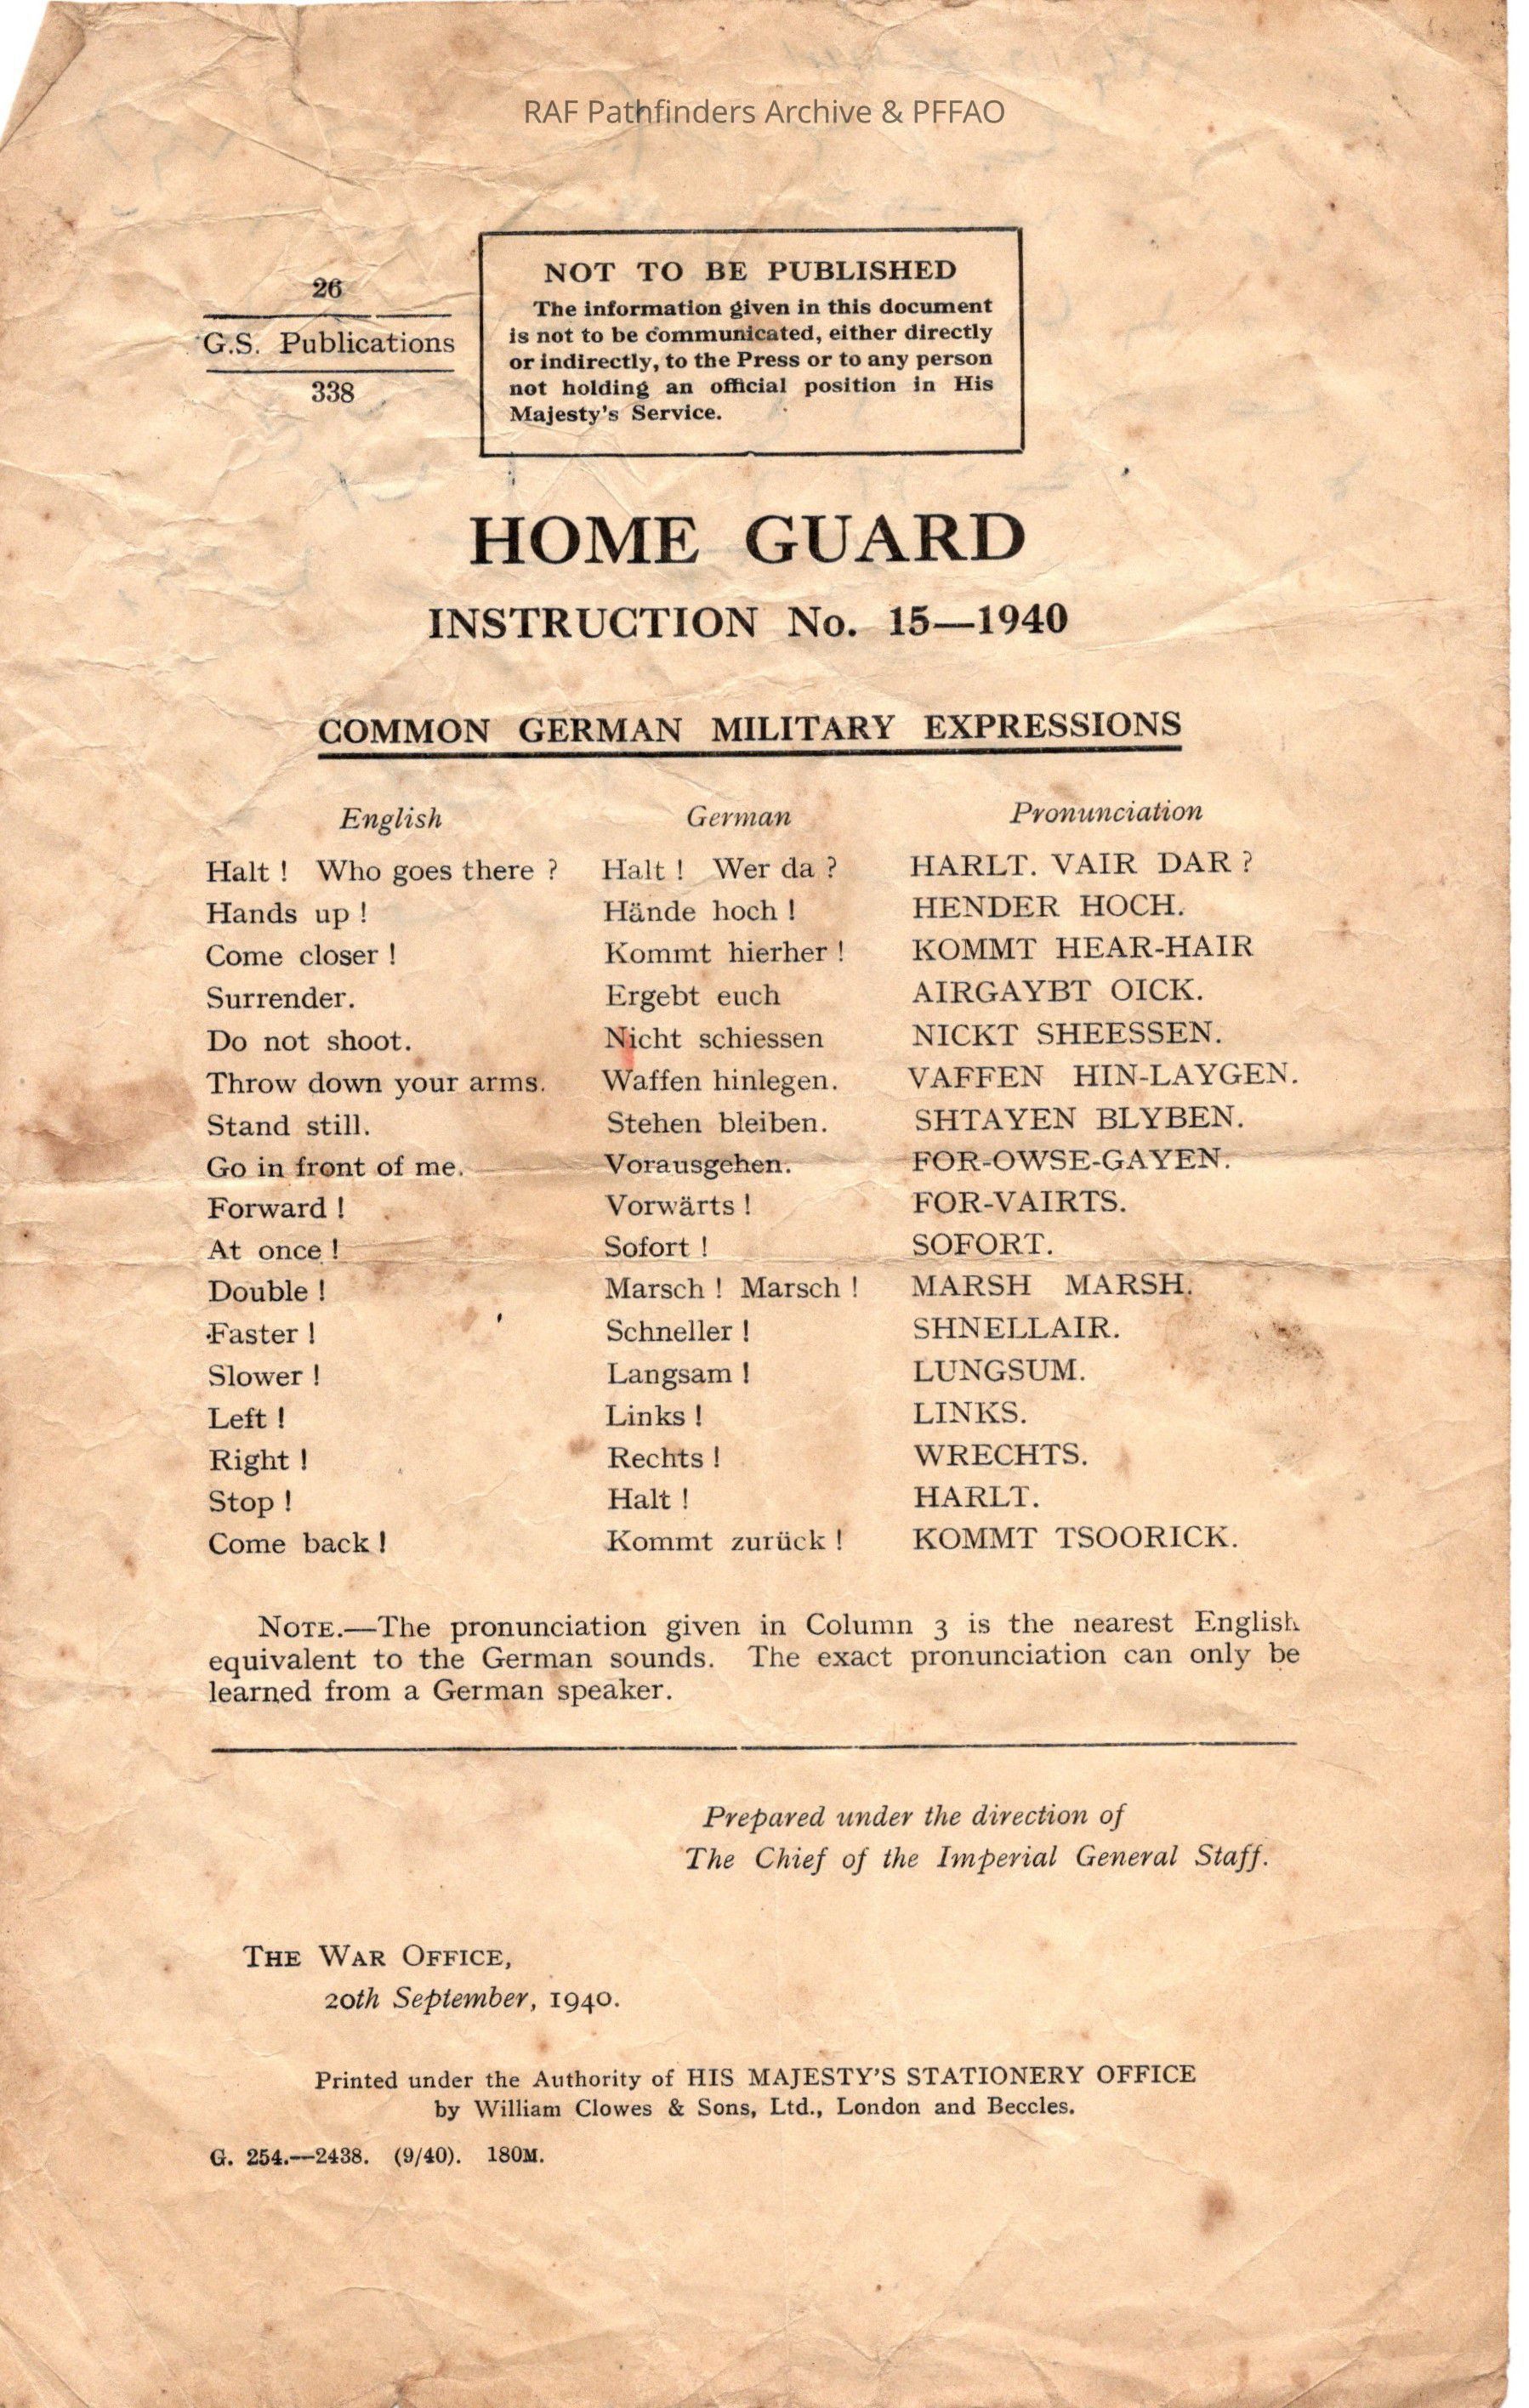 RAF Pathfinders Archive & PFFAO
26
G.S. Publications
338
NOT TO BE PUBLISHED
The information given in this document
is not to be communicated, either directly
or indirectly, to the Press or to any person
not holding an official position in His
Majesty's Service.
HOME GUARD
INSTRUCTION No. 15—1940
COMMON GERMAN MILITARY EXPRESSIONS
English German Pronunciation
Halt ! Who goes there ? Halt ! Wer da ? HARLT. VAIR DAR ?
Hands up ! Hände hoch ! HENDER HOCH.
Come closer ! Kommt hierher ! KOMMT HEAR-HAIR
Surrender. Ergebt euch AIRGAYBT OICK.
Do not shoot. Nicht schiessen NICKT SHEESSEN.
Throw down your arms. Waffen hinlegen. VAFFEN HIN-LAYGEN.
Stand still. Stehen bleiben. SHTAYEN BLYBEN.
Go in front of me. Vorausgehen. FOR-OWSE-GAYEN.
Forward ! Vorwärts ! FOR-VAIRTS.
At once ! Sofort ! SOFORT.
Double ! Marsch ! Marsch ! MARSH MARSH.
Faster ! Schneller ! SHNELLAIR.
Slower ! Langsam ! LUNGSUM.
Left ! Links ! LINKS.
Right ! Rechts ! WRECHTS.
Stop ! Halt ! HARLT.
Come back ! Kommt zurück ! KOMMT TSOORICK.
NOTE.—The pronunciation given in Column 3 is the nearest English
equivalent to the German sounds. The exact pronunciation can only be
learned from a German speaker.
Prepared under the direction of
The Chief of the Imperial General Staff.
THE WAR OFFICE,
20th September, 1940.
Printed under the Authority of HIS MAJESTY'S STATIONERY OFFICE
by William Clowes & Sons, Ltd., London and Beccles.
G. 254.—2438. (9/40). 180M.